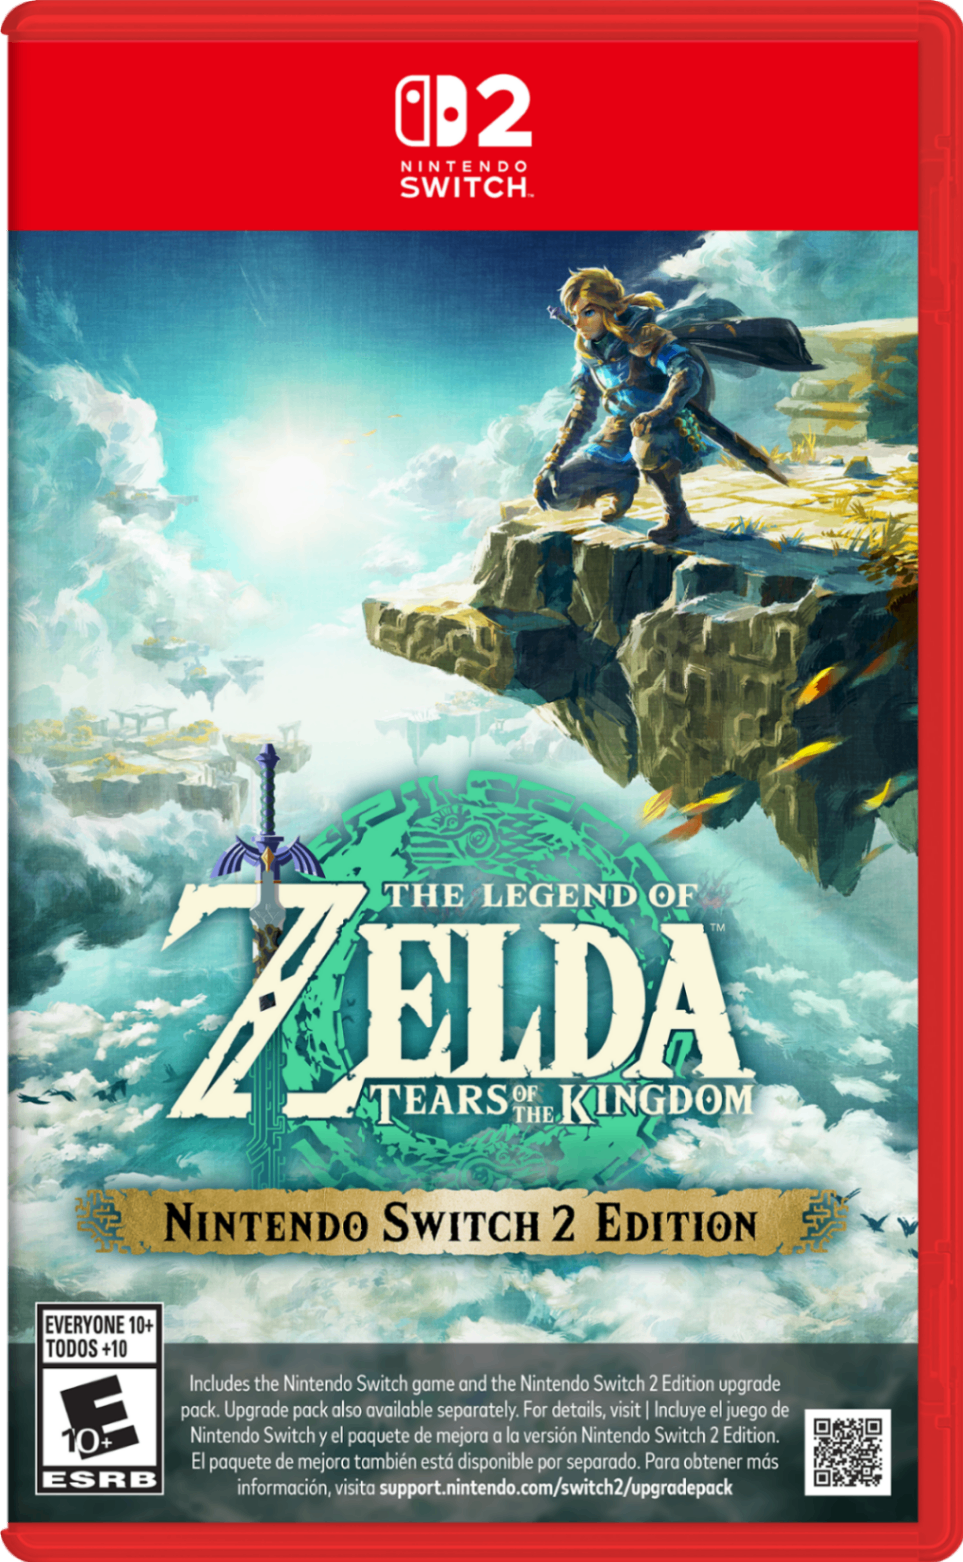 2
NINTENDO
SWITCH™
THE LEGEND OF
ZELDA™
TEARS OF THE KINGDOM
NINTENDO SWITCH 2 EDITION
EVERYONE 10+
TODOS +10
E
10+
ESRB
Includes the Nintendo Switch game and the Nintendo Switch 2 Edition upgrade
pack. Upgrade pack also available separately. For details, visit | Incluye el juego de
Nintendo Switch y el paquete de mejora a la versión Nintendo Switch 2 Edition.
El paquete de mejora también está disponible por separado. Para obtener más
información, visita support.nintendo.com/switch2/upgradepack